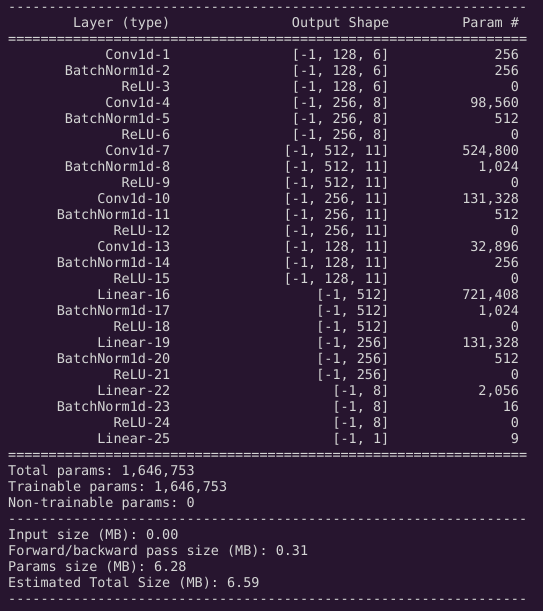 ----------------------------------------------------------------
        Layer (type)               Output Shape         Param #
================================================================
            Conv1d-1               [-1, 128, 6]             256
       BatchNorm1d-2               [-1, 128, 6]             256
              ReLU-3               [-1, 128, 6]               0
            Conv1d-4               [-1, 256, 8]          98,560
       BatchNorm1d-5               [-1, 256, 8]             512
              ReLU-6               [-1, 256, 8]               0
            Conv1d-7              [-1, 512, 11]         524,800
       BatchNorm1d-8              [-1, 512, 11]           1,024
              ReLU-9              [-1, 512, 11]               0
           Conv1d-10              [-1, 256, 11]         131,328
      BatchNorm1d-11              [-1, 256, 11]             512
             ReLU-12              [-1, 256, 11]               0
           Conv1d-13              [-1, 128, 11]          32,896
      BatchNorm1d-14              [-1, 128, 11]             256
             ReLU-15              [-1, 128, 11]               0
           Linear-16                  [-1, 512]         721,408
      BatchNorm1d-17                  [-1, 512]           1,024
             ReLU-18                  [-1, 512]               0
           Linear-19                  [-1, 256]         131,328
      BatchNorm1d-20                  [-1, 256]             512
             ReLU-21                  [-1, 256]               0
           Linear-22                    [-1, 8]           2,056
      BatchNorm1d-23                    [-1, 8]              16
             ReLU-24                    [-1, 8]               0
           Linear-25                    [-1, 1]               9
================================================================
Total params: 1,646,753
Trainable params: 1,646,753
Non-trainable params: 0
----------------------------------------------------------------
Input size (MB): 0.00
Forward/backward pass size (MB): 0.31
Params size (MB): 6.28
Estimated Total Size (MB): 6.59
----------------------------------------------------------------